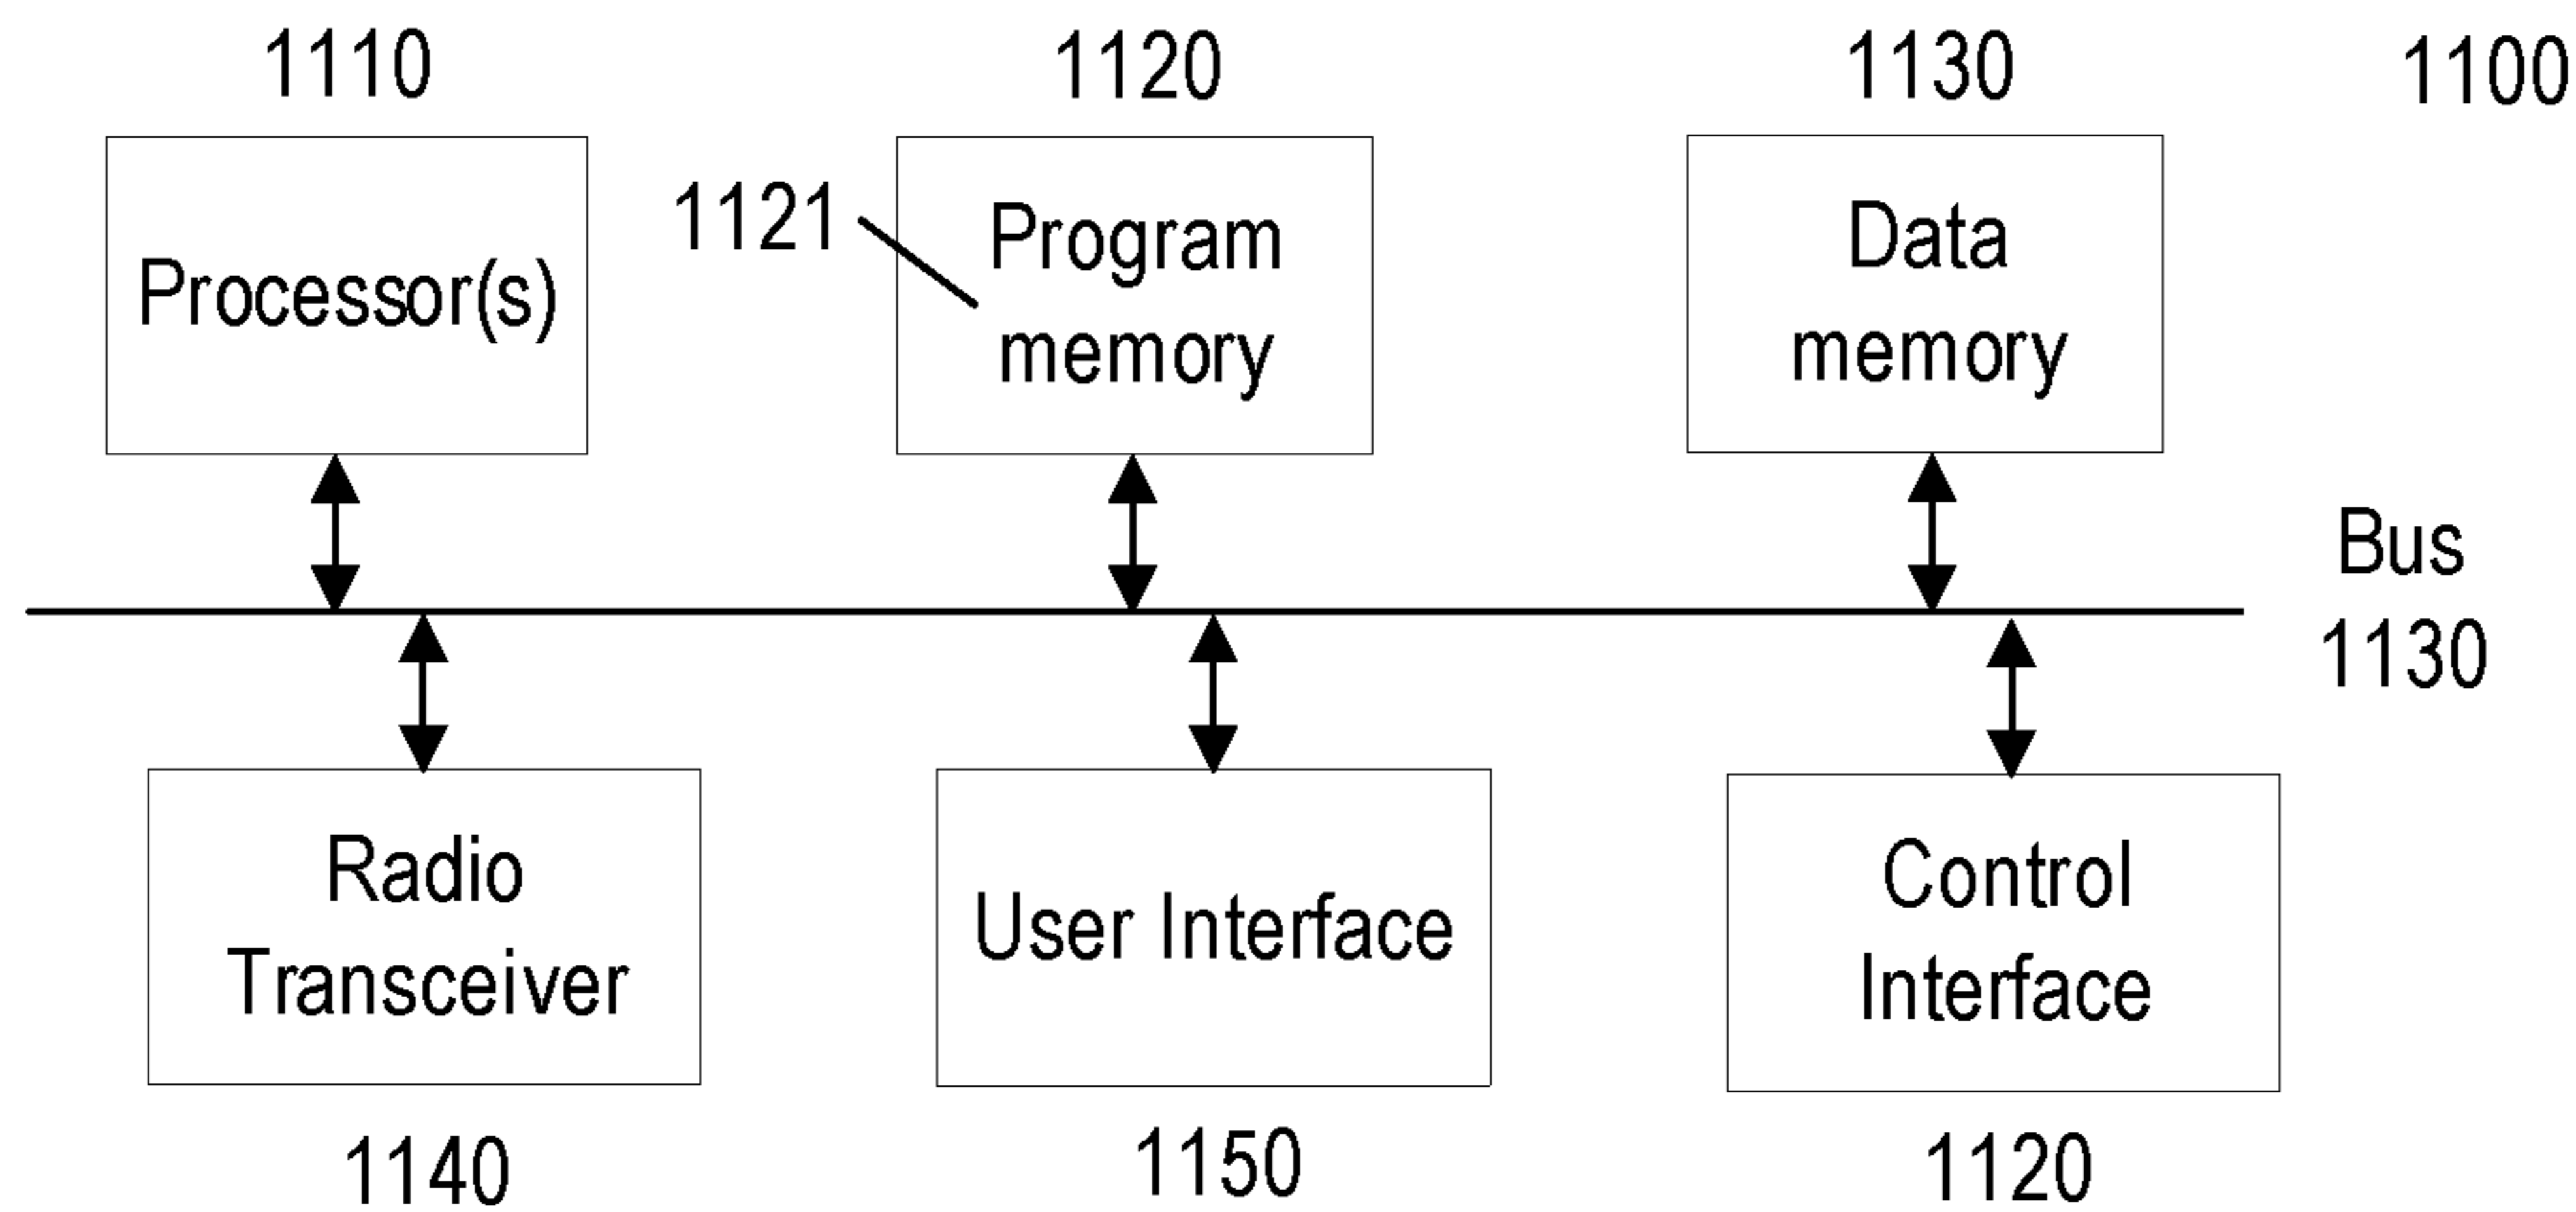 1110
1120
1130
1100
1121
Processor(s)
Program
memory
Data
memory
Bus
1130
Radio
Transceiver
User Interface
Control
Interface
1140
1150
1120